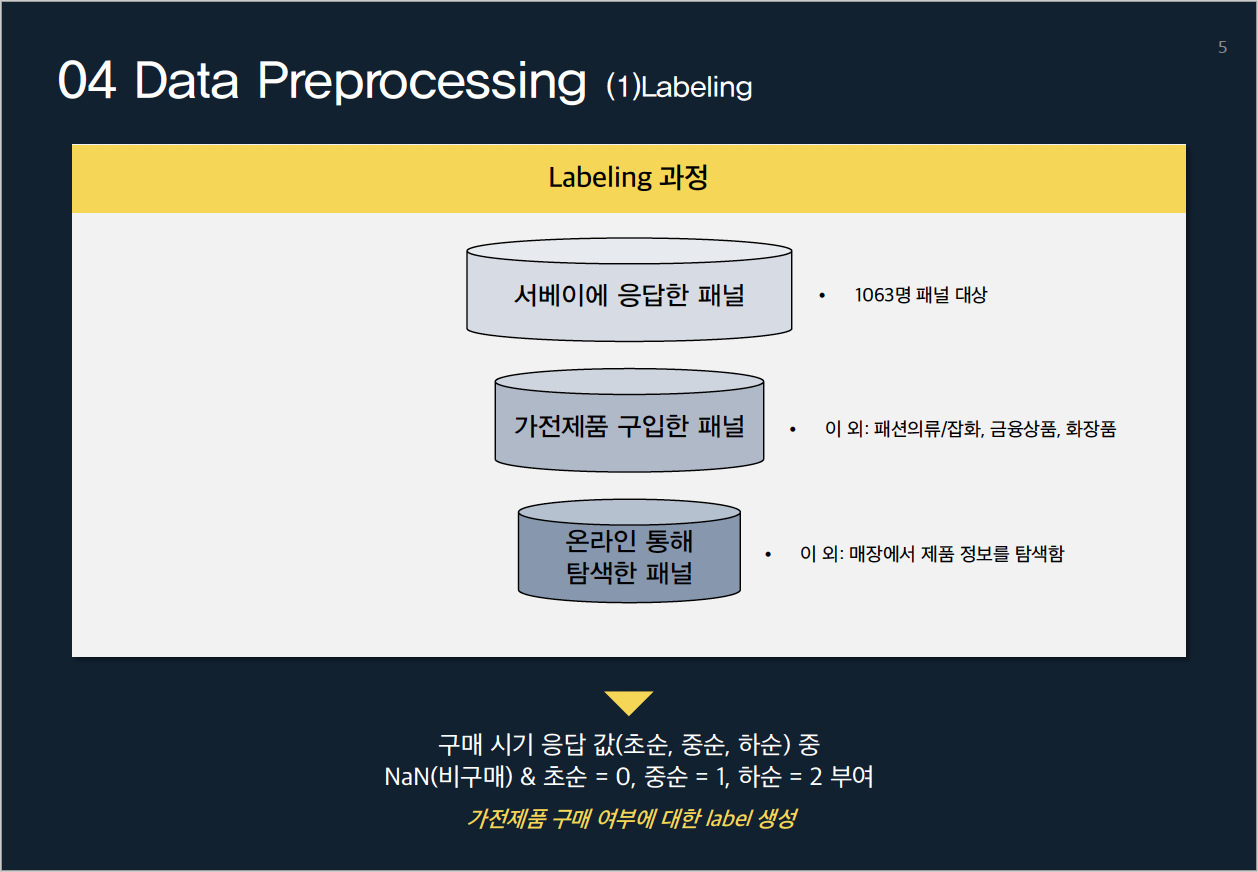 5
04 Data Preprocessing (1)Labeling
Labeling 과정
서베이에 응답한 패널
• 1063명 패널 대상
가전제품 구입한 패널
• 이 외: 패션의류/잡화, 금융상품, 화장품
온라인 통해
탐색한 패널
• 이 외: 매장에서 제품 정보를 탐색함
구매 시기 응답 값(초순, 중순, 하순) 중
NaN(비구매) & 초순 = 0, 중순 = 1, 하순 = 2 부여
가전제품 구매 여부에 대한 label 생성